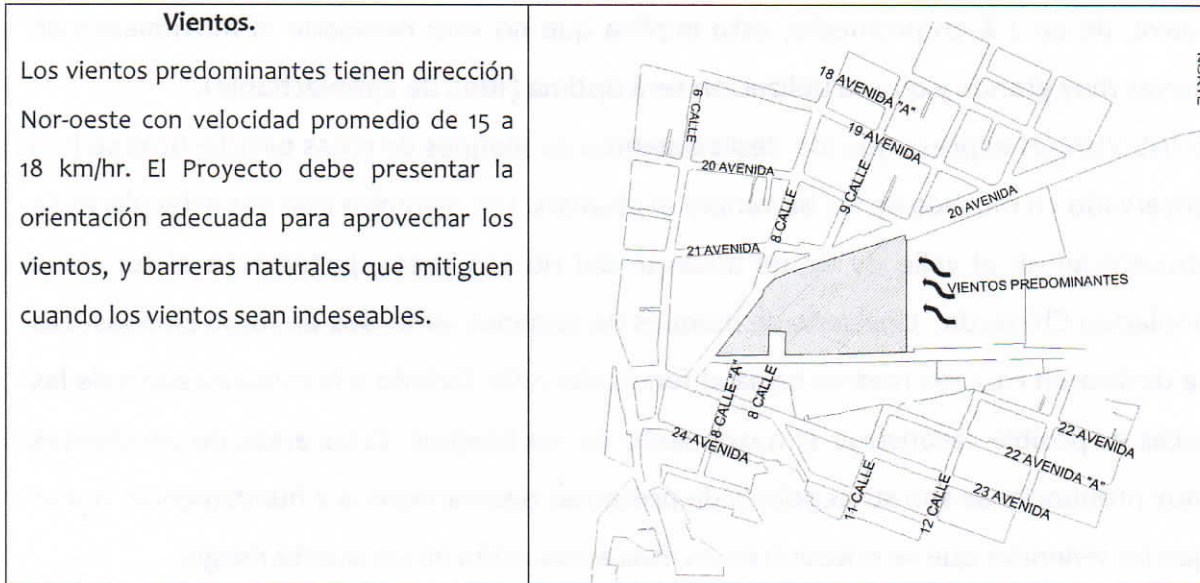 Vientos.
Los vientos predominantes tienen dirección
Nor-oeste con velocidad promedio de 15 a
18 km/hr. El Proyecto debe presentar la
orientación adecuada para aprovechar los
vientos, y barreras naturales que mitiguen
cuando los vientos sean indeseables.
18 AVENIDA "A"
19 AVENIDA
20 AVENIDA
20 AVENIDA
21 AVENIDA
8 CALLE
9 CALLE
VIENTOS PREDOMINANTES
8 CALLE "A"
8 CALLE
24 AVENIDA
11 CALLE
12 CALLE
22 AVENIDA
22 AVENIDA "A"
23 AVENIDA